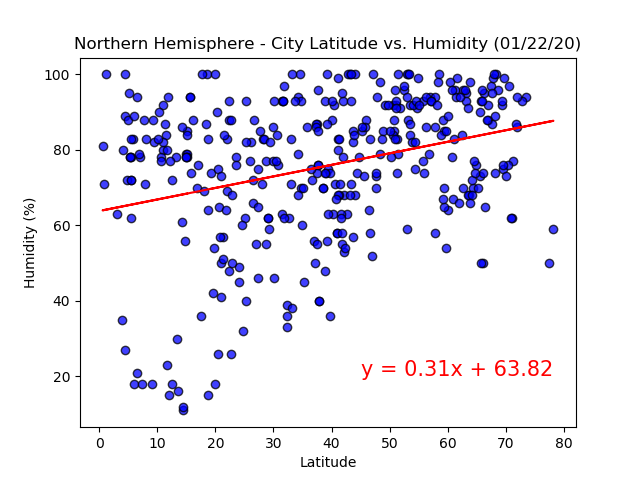 Northern Hemisphere - City Latitude vs. Humidity (01/22/20)
100
80
60
40
20
Humidity (%)
y = 0.31x + 63.82
0 10 20 30 40 50 60 70 80
Latitude